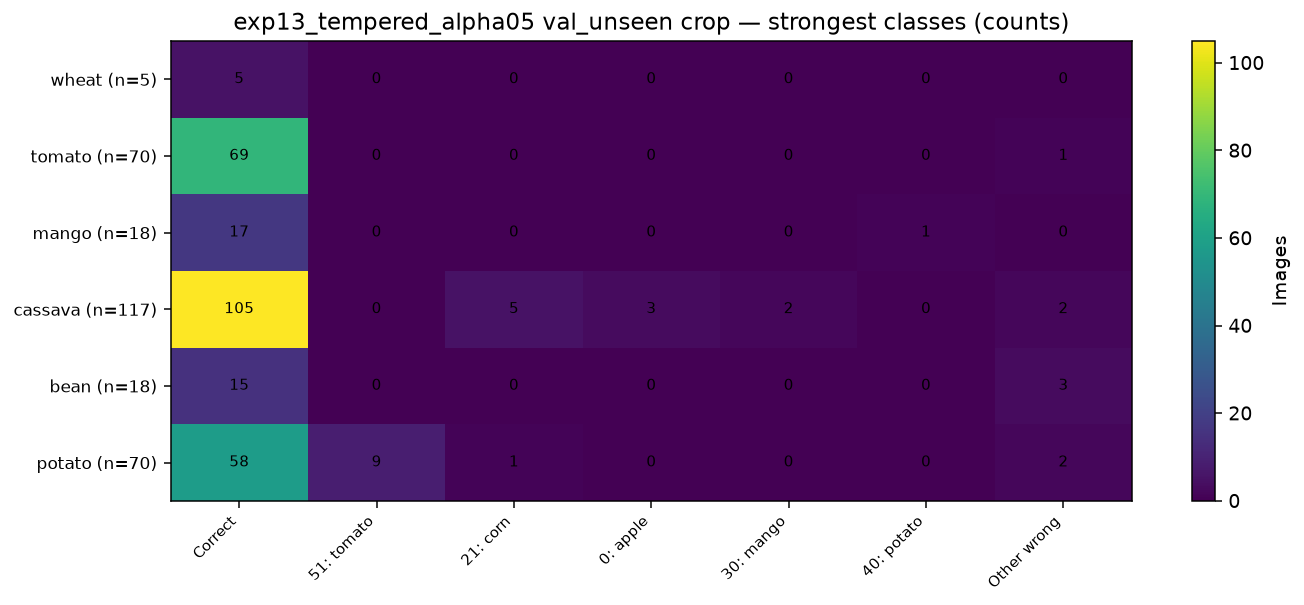 exp13_tempered_alpha05 val_unseen crop — strongest classes (counts)
wheat (n=5) 5 0 0 0 0 0 0
tomato (n=70) 69 0 0 0 0 0 1
mango (n=18) 17 0 0 0 0 1 0
cassava (n=117) 105 0 5 3 2 0 2
bean (n=18) 15 0 0 0 0 0 3
potato (n=70) 58 9 1 0 0 0 2
Correct
51: tomato
21: corn
0: apple
30: mango
40: potato
Other wrong
100
80
60
40
20
0
Images